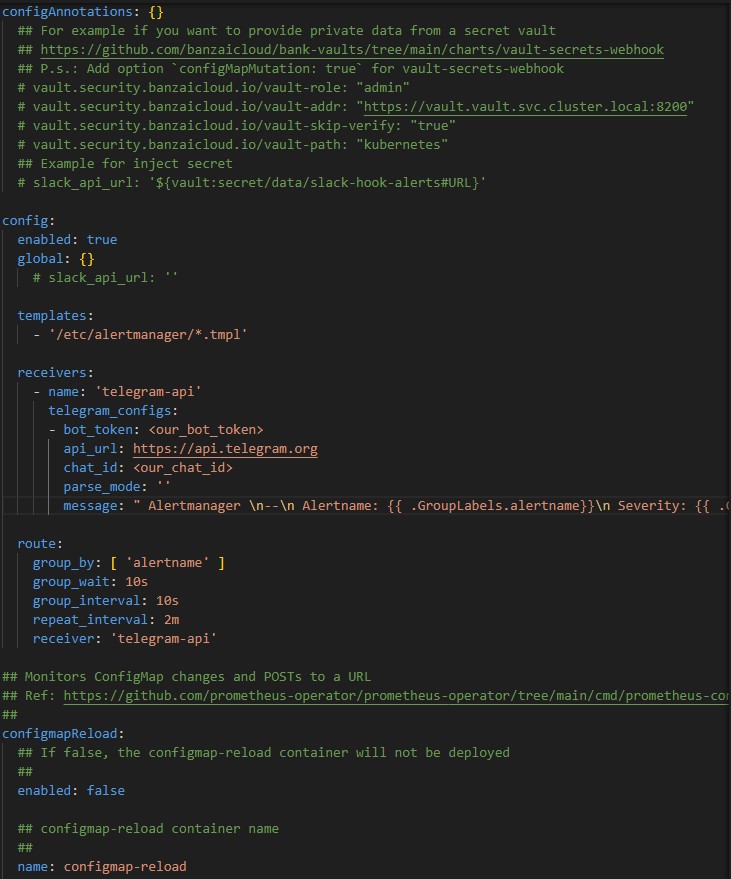 configAnnotations: {}
## For example if you want to provide private data from a secret vault
## https://github.com/banzaicloud/bank-vaults/tree/main/charts/vault-secrets-webhook
## P.s.: Add option `configMapMutation: true` for vault-secrets-webhook
# vault.security.banzaicloud.io/vault-role: "admin"
# vault.security.banzaicloud.io/vault-addr: "https://vault.vault.svc.cluster.local:8200"
# vault.security.banzaicloud.io/vault-skip-verify: "true"
# vault.security.banzaicloud.io/vault-path: "kubernetes"
## Example for inject secret
# slack_api_url: '${vault:secret/data/slack-hook-alerts#URL}'
config:
enabled: true
global: {}
# slack_api_url: ''
templates:
- '/etc/alertmanager/*.tmpl'
receivers:
- name: 'telegram-api'
telegram_configs:
- bot_token: <our_bot_token>
api_url: https://api.telegram.org
chat_id: <our_chat_id>
parse_mode: ''
message: " Alertmanager \n--\n Alertname: {{ .GroupLabels.alertname}}\n Severity: {{ .
route:
group_by: [ 'alertname' ]
group_wait: 10s
group_interval: 10s
repeat_interval: 2m
receiver: 'telegram-api'
## Monitors ConfigMap changes and POSTs to a URL
## Ref: https://github.com/prometheus-operator/prometheus-operator/tree/main/cmd/prometheus-co
##
configmapReload:
## If false, the configmap-reload container will not be deployed
##
enabled: false
## configmap-reload container name
##
name: configmap-reload